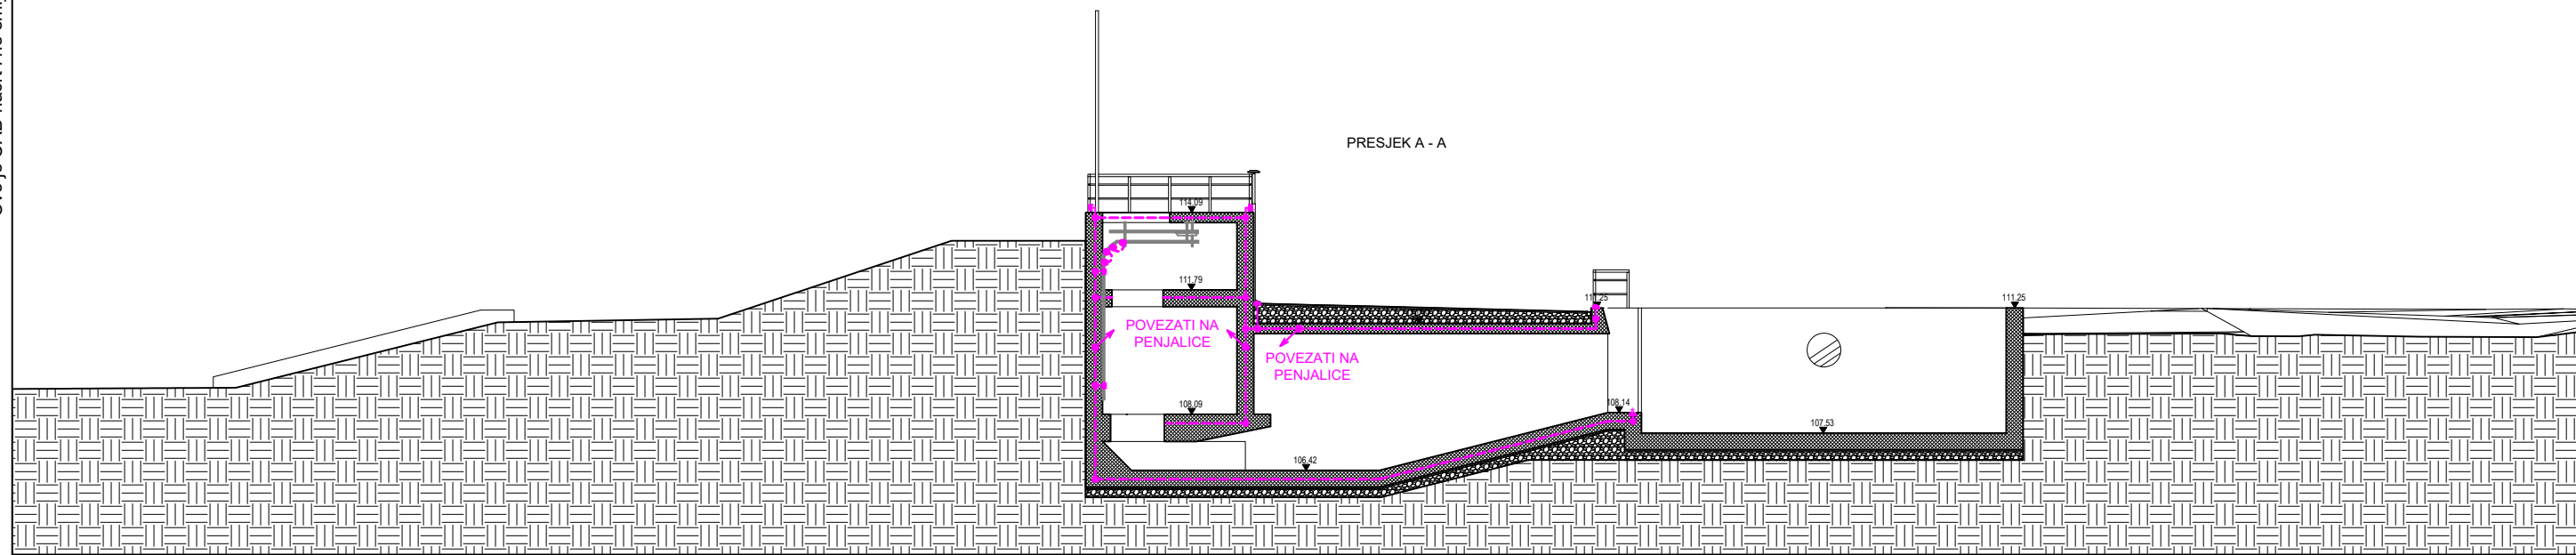 PRESJEK A - A
114.09
111.79
111.25
111.25
POVEZATI NA
PENJALICE
POVEZATI NA
PENJALICE
108.09
108.14
107.53
106.42